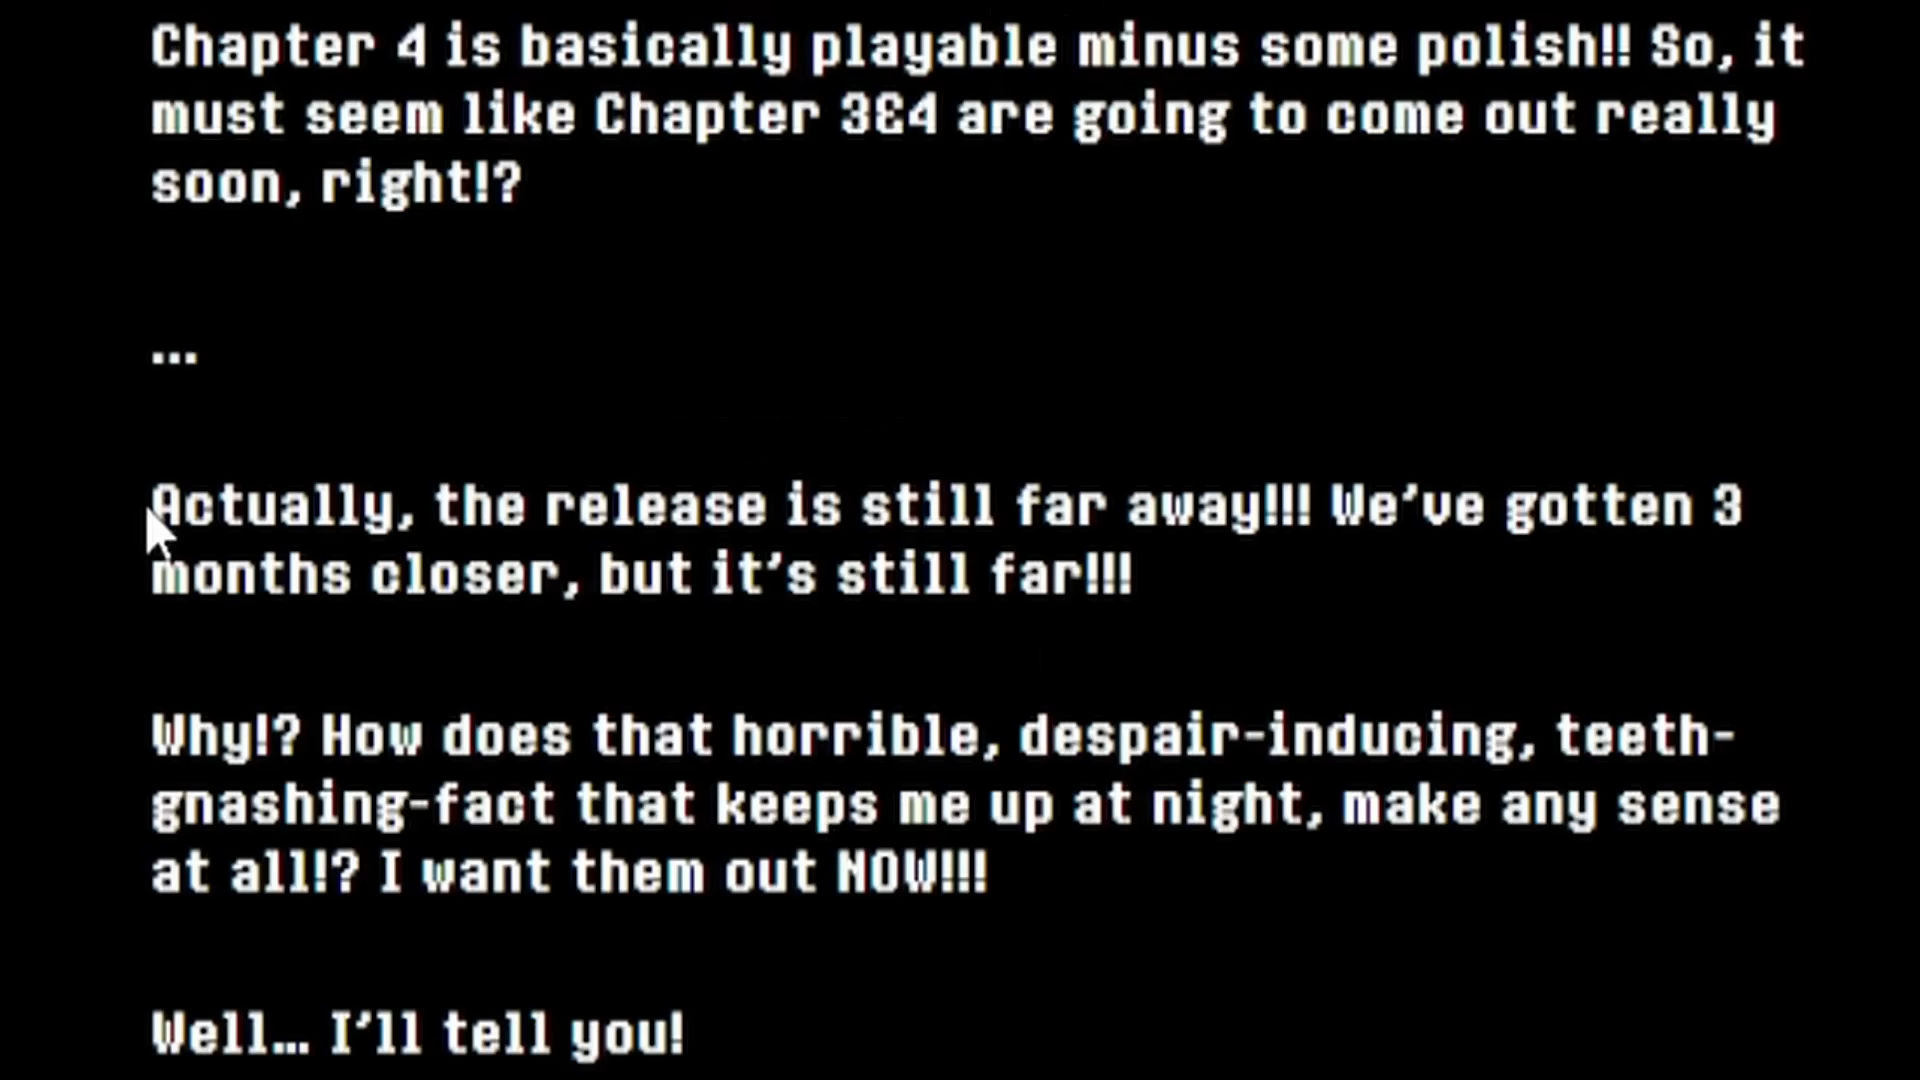 Chapter 4 is basically playable minus some polish!! So, it
must seem like Chapter 3&4 are going to come out really
soon, right!?
...
Actually, the release is still far away!!! We've gotten 3
months closer, but it's still far!!!
Why!? How does that horrible, despair-inducing, teeth-
gnashing-fact that keeps me up at night, make any sense
at all!? I want them out NOW!!!
Well... I'll tell you!